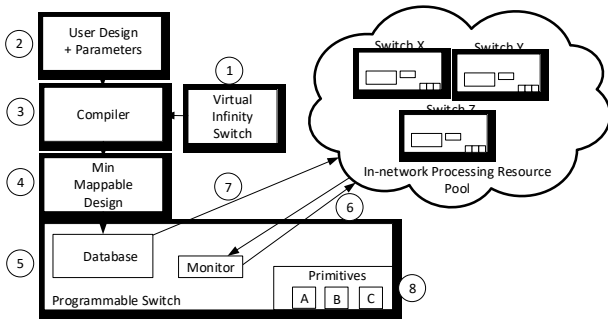 2
User Design
+ Parameters
1
3
Compiler
Virtual
Infinity
Switch
4
Min
Mappable
Design
Switch X
Switch Y
Switch Z
In-network Processing Resource
Pool
7
6
5
Database
Monitor
Primitives
A B C
8
Programmable Switch